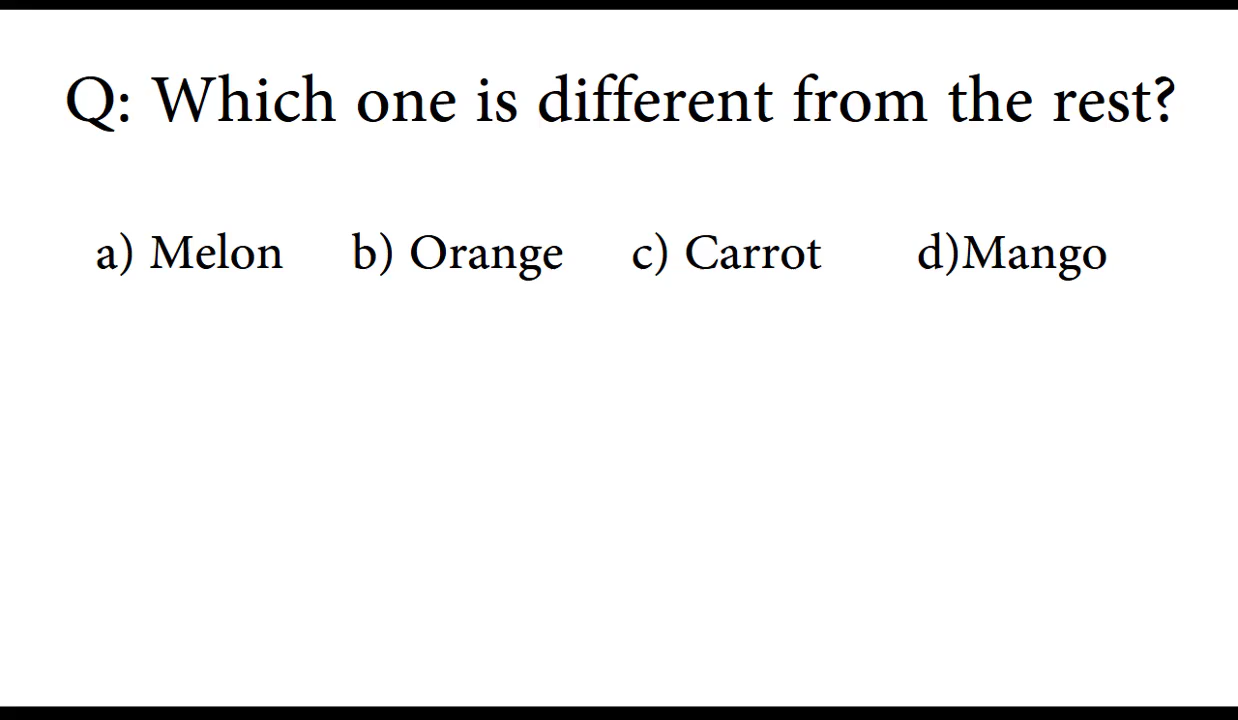 Q: Which one is different from the rest?
a) Melon b) Orange c) Carrot d)Mango